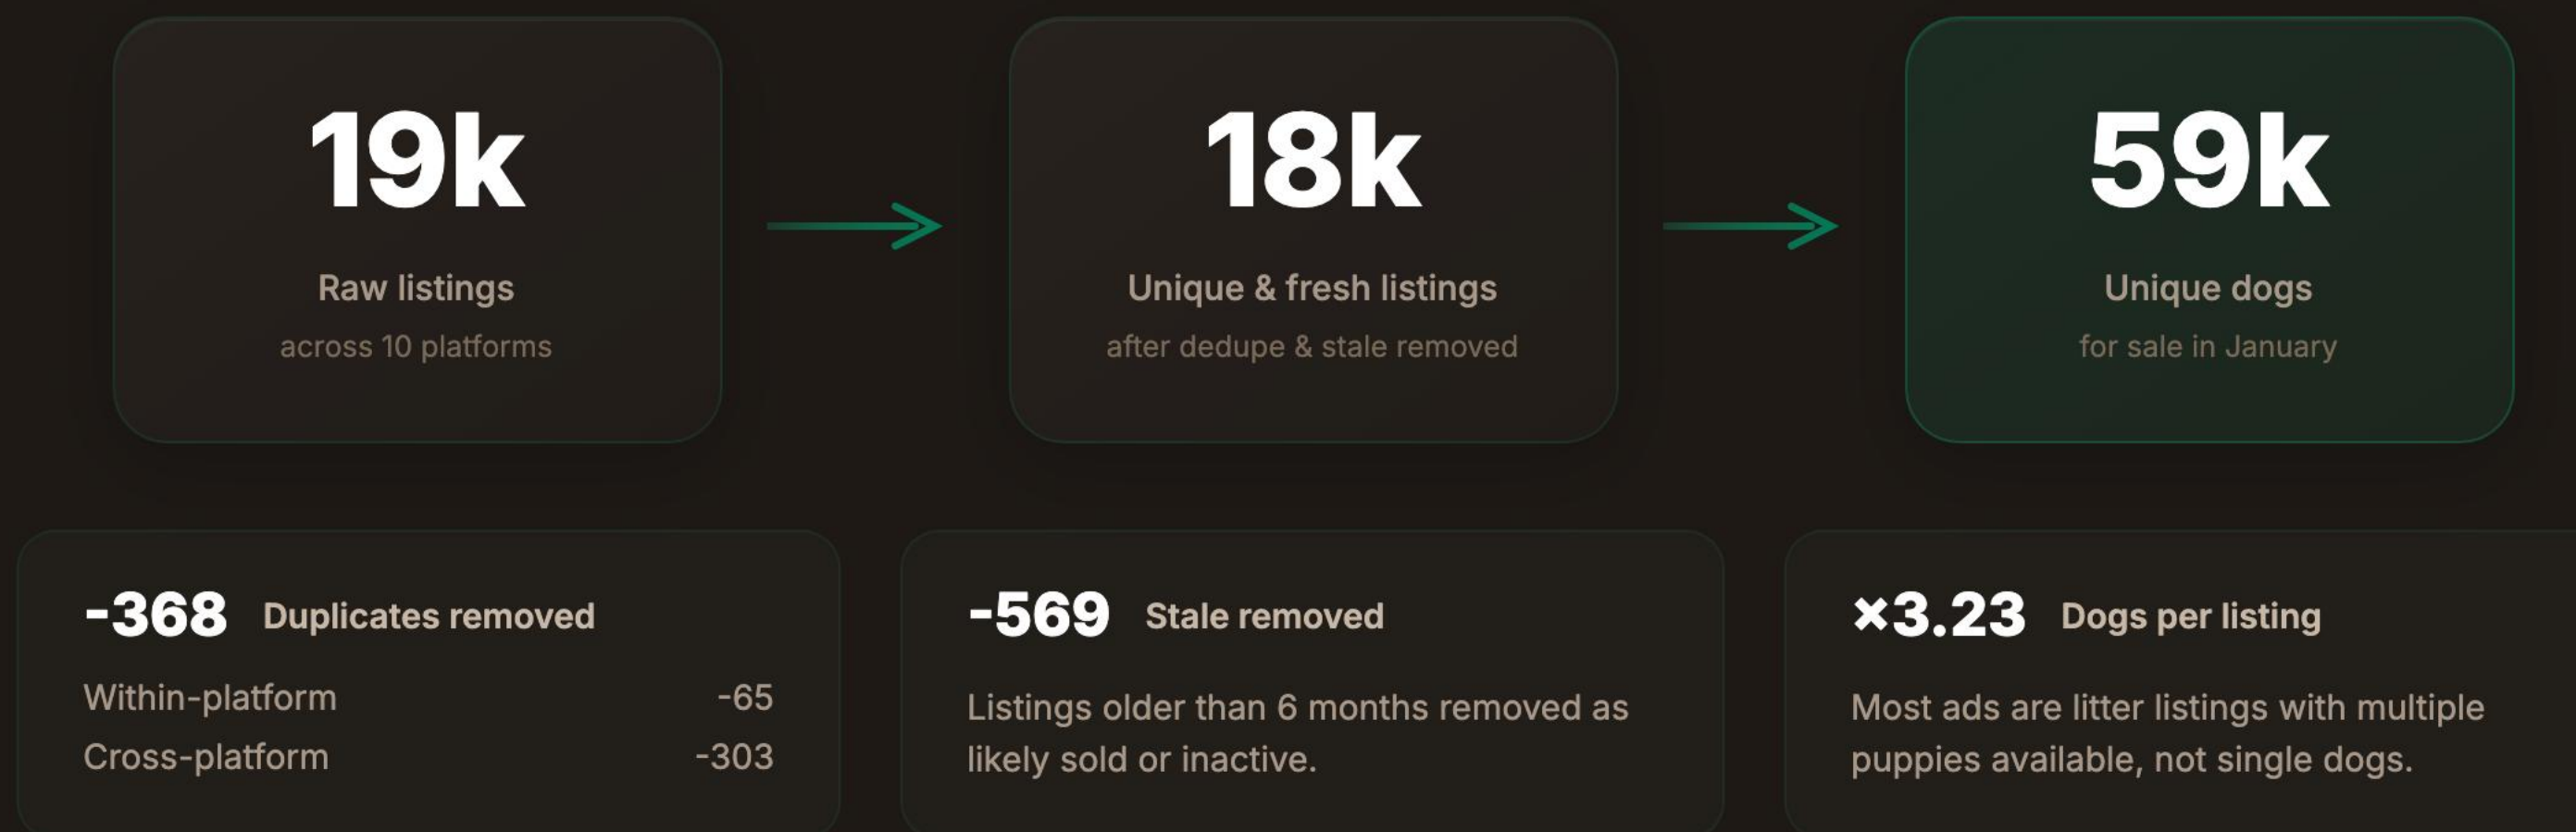 19k
Raw listings
across 10 platforms
18k
Unique & fresh listings
after dedupe & stale removed
59k
Unique dogs
for sale in January
-368 Duplicates removed
Within-platform -65
Cross-platform -303
-569 Stale removed
Listings older than 6 months removed as
likely sold or inactive.
×3.23 Dogs per listing
Most ads are litter listings with multiple
puppies available, not single dogs.